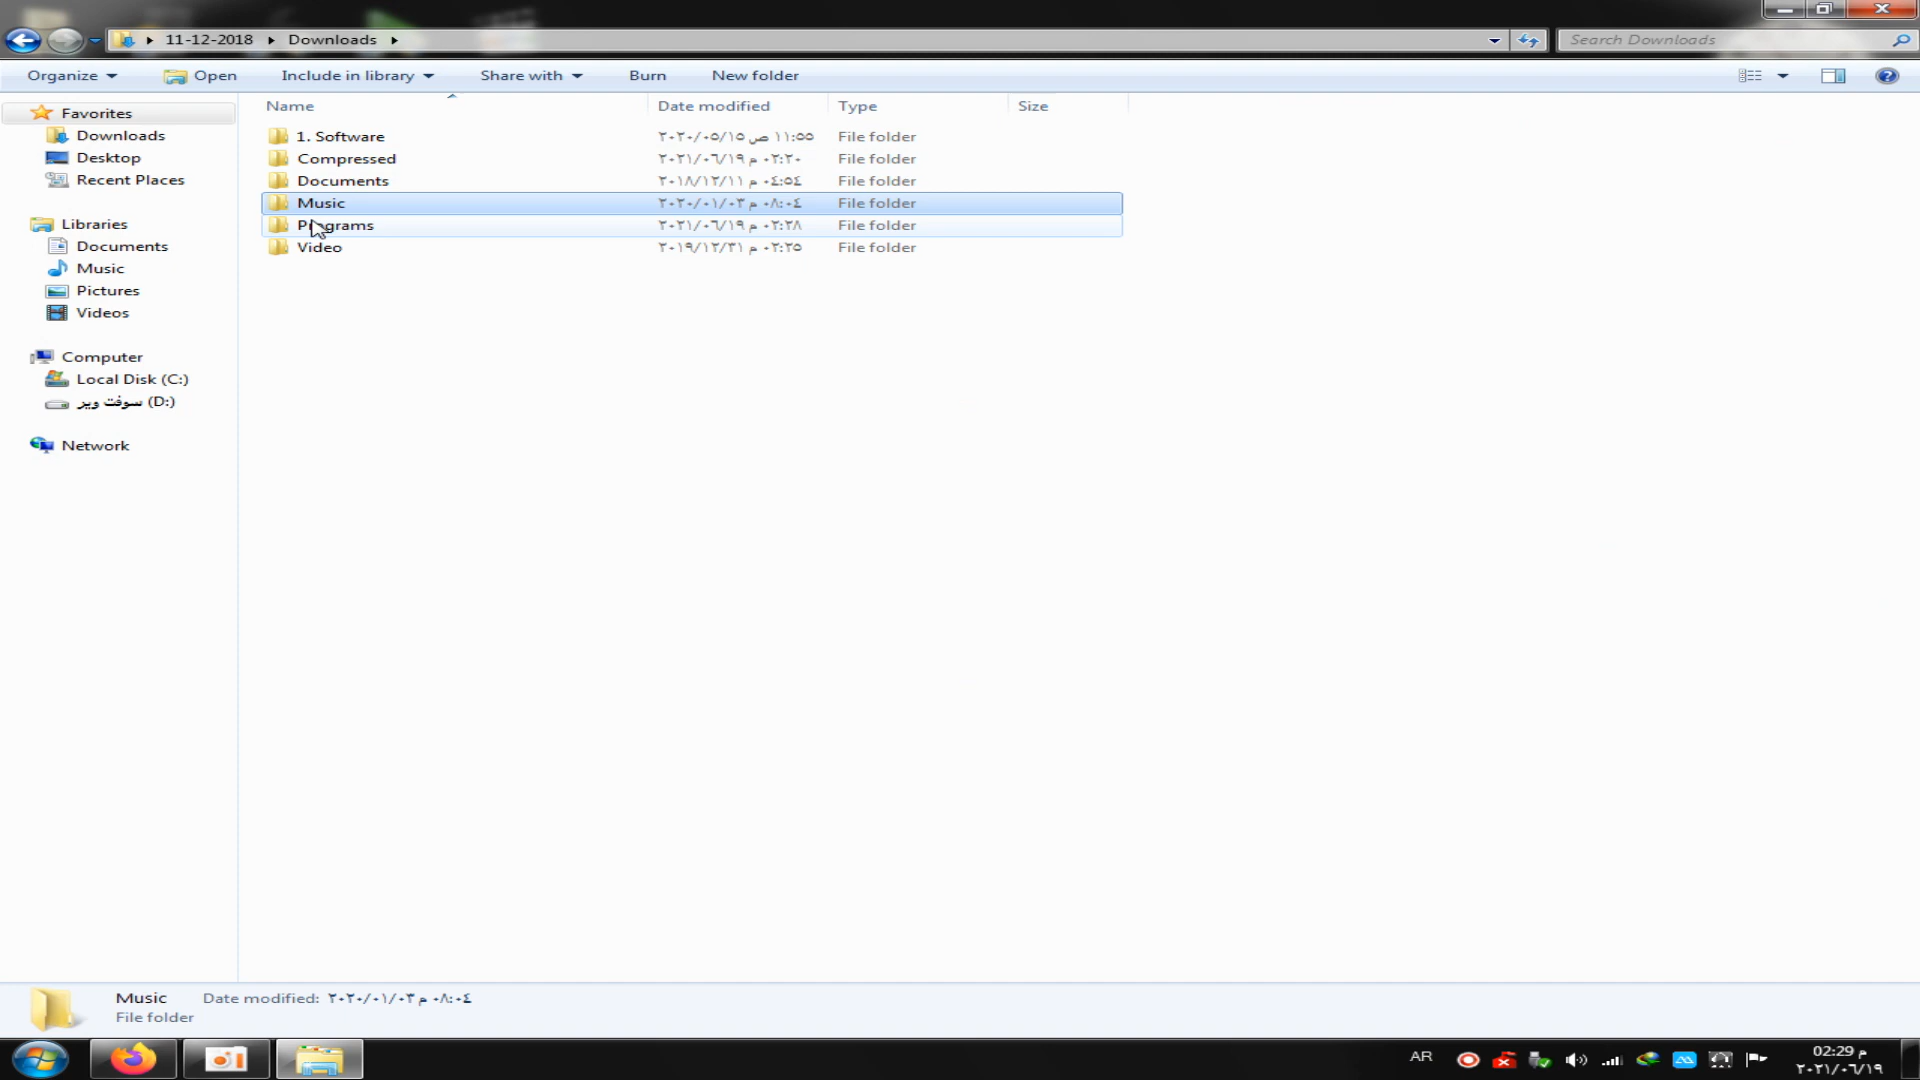 11-12-2018 Downloads Search Downloads
Organize Open Include in library Share with Burn New folder
Name Date modified Type Size
Favorites
Downloads
Desktop
Recent Places
Libraries
Documents
Music
Pictures
Videos
Computer
Local Disk (C:)
سوفت وير (D:)
Network
1. Software ٢٠٢٠/٠٥/١٥ ص ١١:٥٥ File folder
Compressed ٢٠٢١/٠٦/١٩ م ٠٢:٢٠ File folder
Documents ٢٠١٨/١٢/١١ م ٠٤:٥٤ File folder
Music ٢٠٢٠/٠١/٠٣ م ٠٨:٠٤ File folder
Programs ٢٠٢١/٠٦/١٩ م ٠٢:٢٨ File folder
Video ٢٠١٩/١٢/٣١ م ٠٢:٢٥ File folder
Music Date modified: ٢٠٢٠/٠١/٠٣ م ٠٨:٠٤
File folder
AR
02:29 م
٢٠٢١/٠٦/١٩